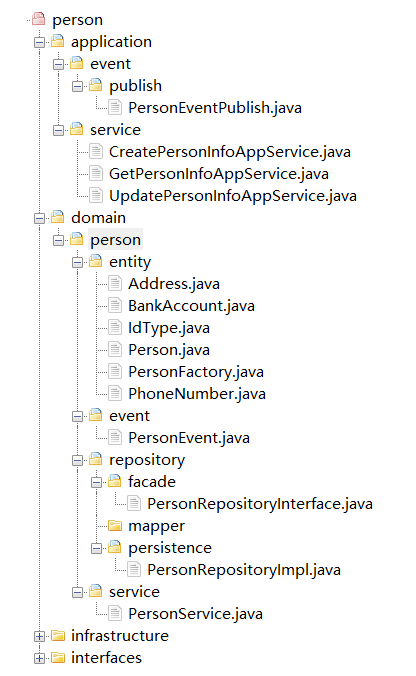 person
application
event
publish
PersonEventPublish.java
service
CreatePersonInfoAppService.java
GetPersonInfoAppService.java
UpdatePersonInfoAppService.java
domain
person
entity
Address.java
BankAccount.java
IdType.java
Person.java
PersonFactory.java
PhoneNumber.java
event
PersonEvent.java
repository
facade
PersonRepositoryInterface.java
mapper
persistence
PersonRepositoryImpl.java
service
PersonService.java
infrastructure
interfaces